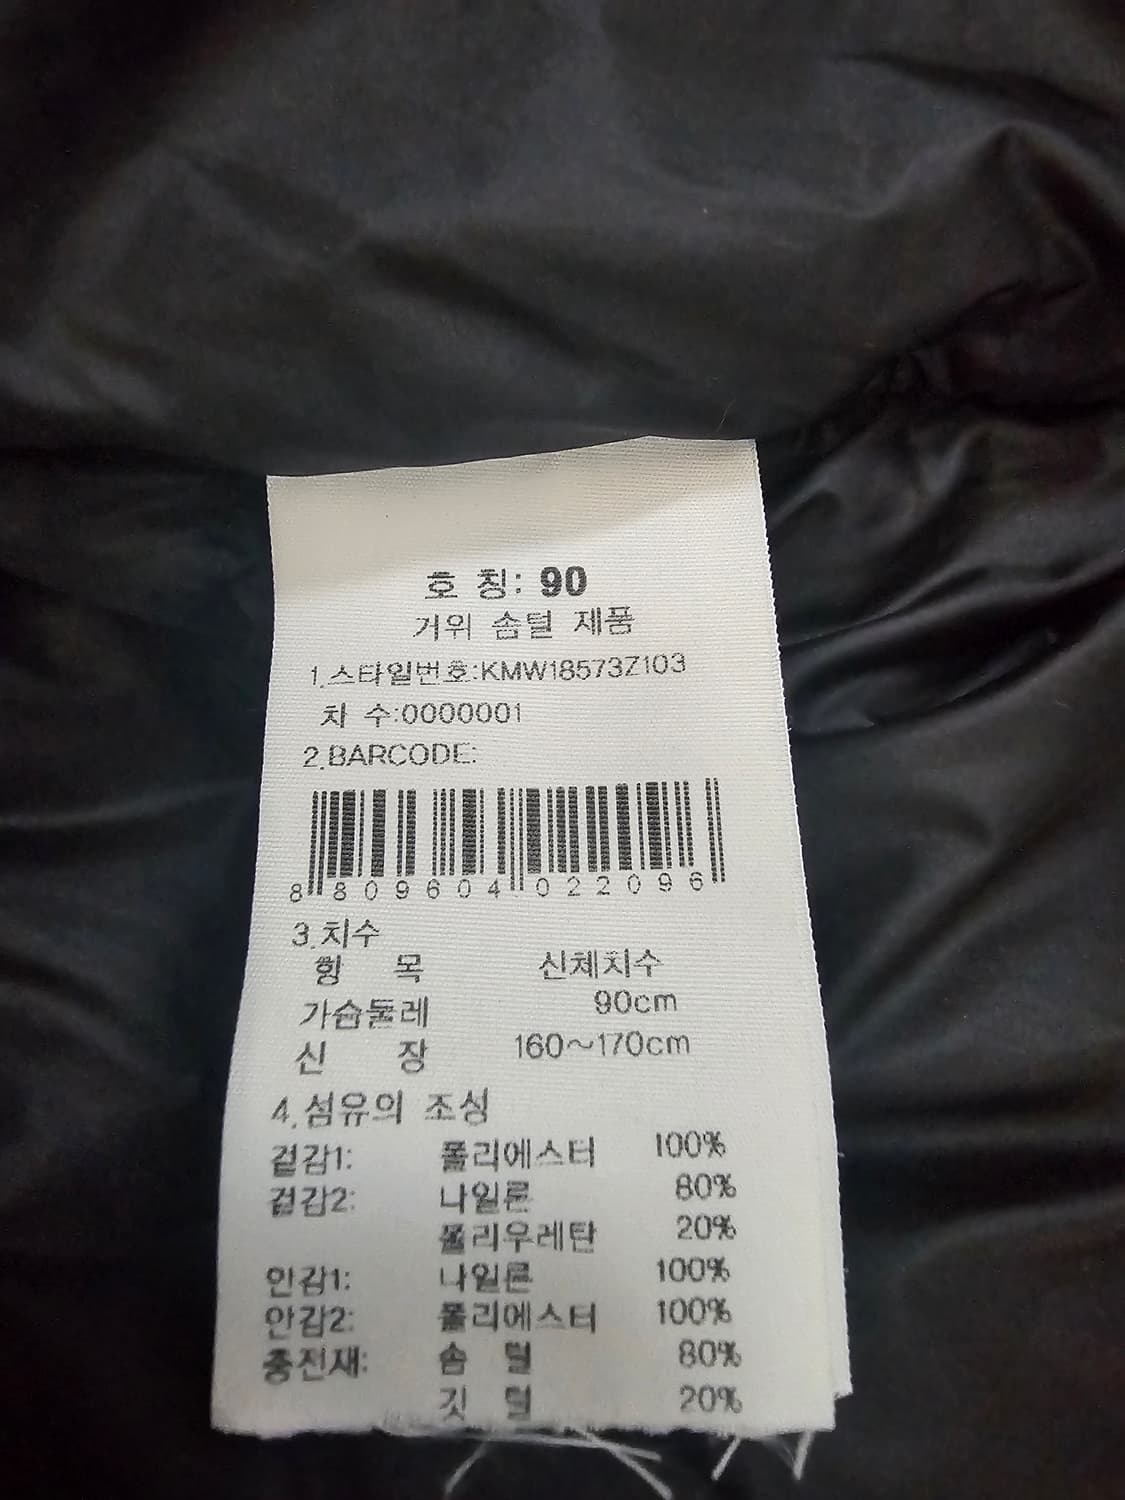 호 칭: 90
거위 솜털 제품
1.스타일번호:KMW18573Z103
치 수:0000001
2.BARCODE:
8 809604 022096
3.치수
항 목 신체치수
가슴둘레 90cm
신 장 160~170cm
4.섬유의 조성
겉감1: 폴리에스터 100%
겉감2: 나일론 80%
폴리우레탄 20%
안감1: 나일론 100%
안감2: 폴리에스터 100%
충전재: 솜 털 80%
깃 털 20%